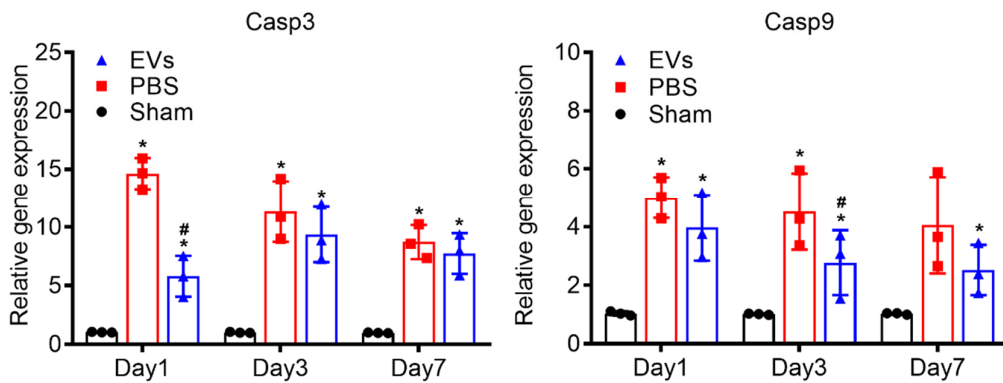 Casp3
Relative gene expression
25
20
15
10
5
0
EVs
PBS
Sham
*
#
*
*
*
*
*
Day1
Day3
Day7
Casp9
Relative gene expression
10
8
6
4
2
0
EVs
PBS
Sham
*
*
*
#
*
*
Day1
Day3
Day7